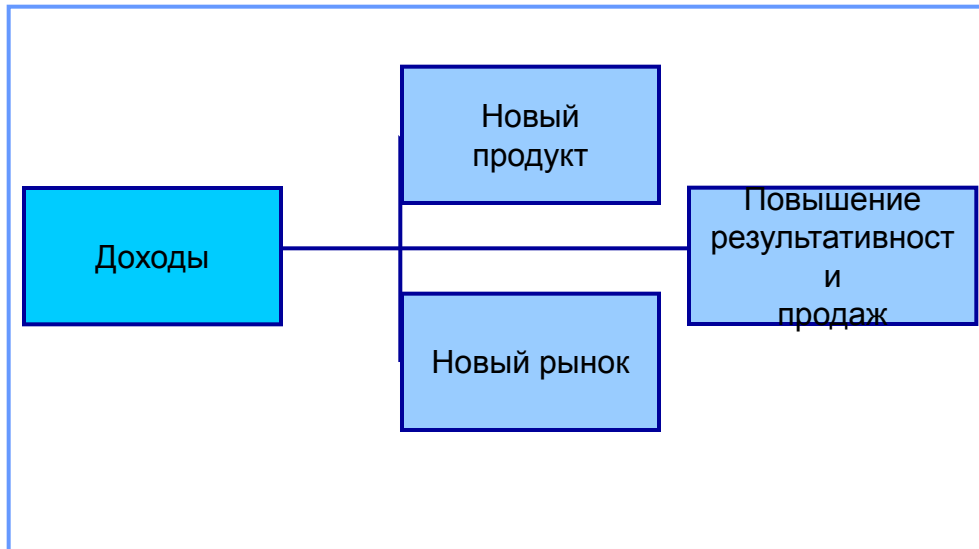 Новый
продукт
Доходы
Повышение
результативност
и
продаж
Новый рынок